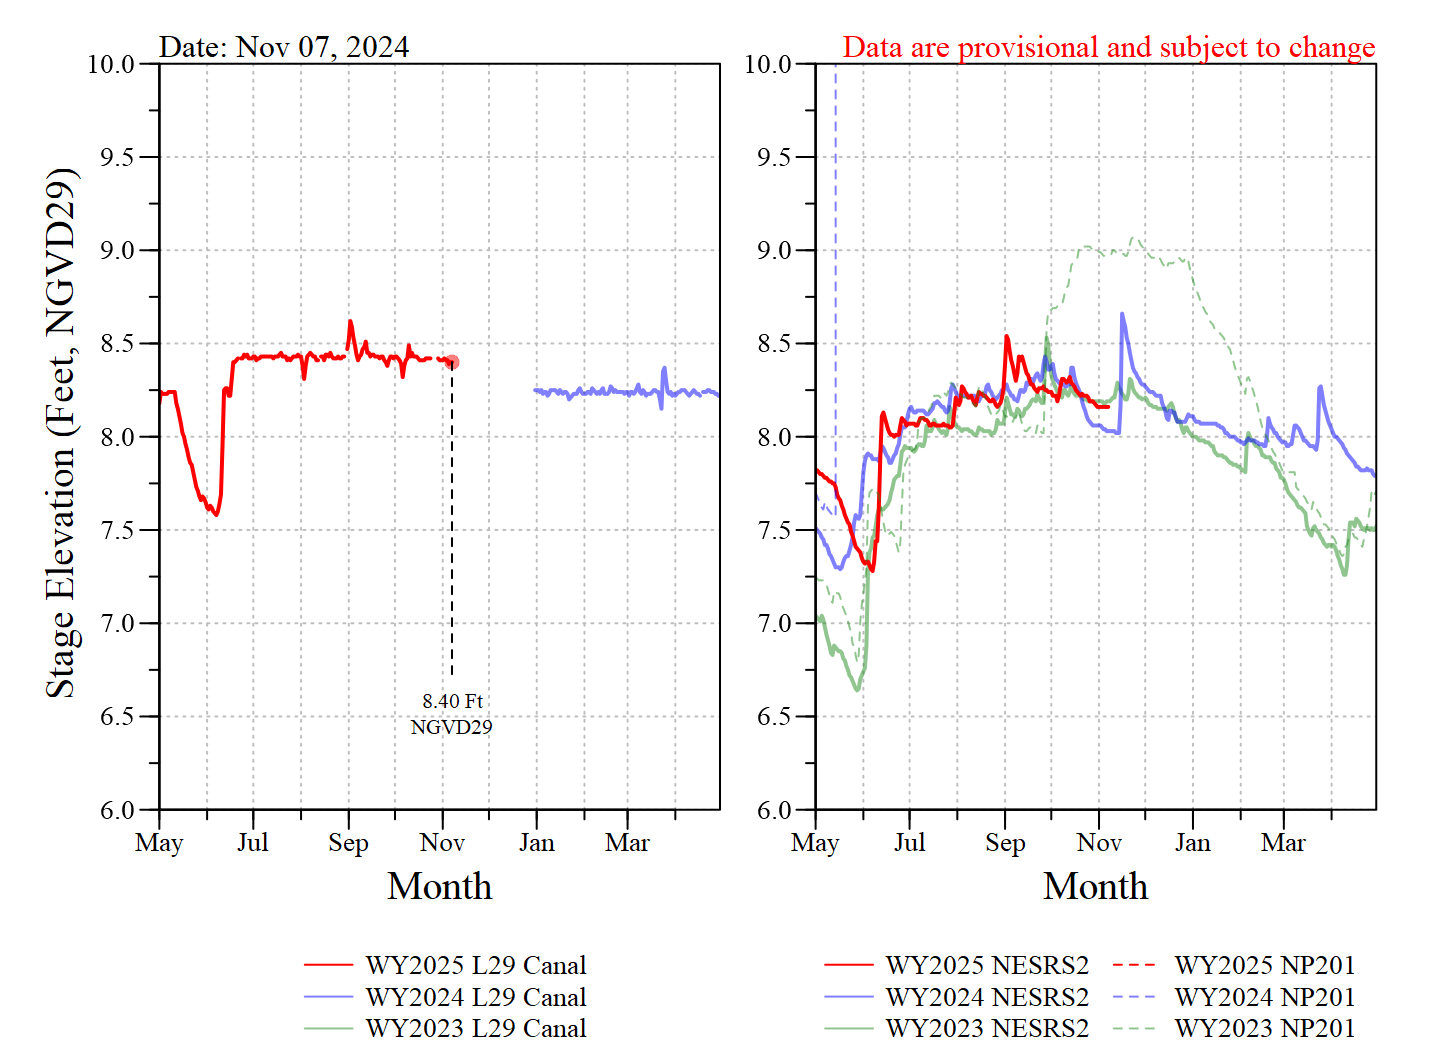 Date: Nov 07, 2024
Data are provisional and subject to change
Stage Elevation (Feet, NGVD29)
10.0
9.5
9.0
8.5
8.0
7.5
7.0
6.5
6.0
8.40 Ft
NGVD29
May Jul Sep Nov Jan Mar
Month
10.0
9.5
9.0
8.5
8.0
7.5
7.0
6.5
6.0
May Jul Sep Nov Jan Mar
Month
WY2025 L29 Canal
WY2024 L29 Canal
WY2023 L29 Canal
WY2025 NESRS2 WY2025 NP201
WY2024 NESRS2 WY2024 NP201
WY2023 NESRS2 WY2023 NP201